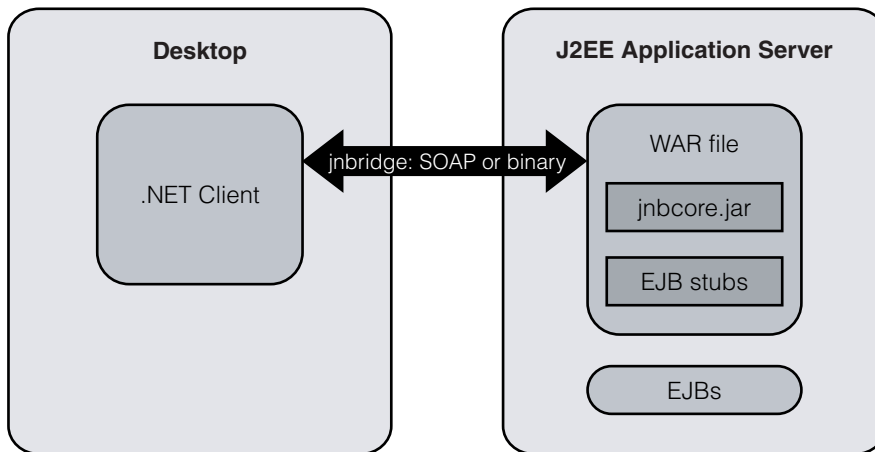 Desktop
.NET Client
jnbridge: SOAP or binary
J2EE Application Server
WAR file
jnbcore.jar
EJB stubs
EJBs